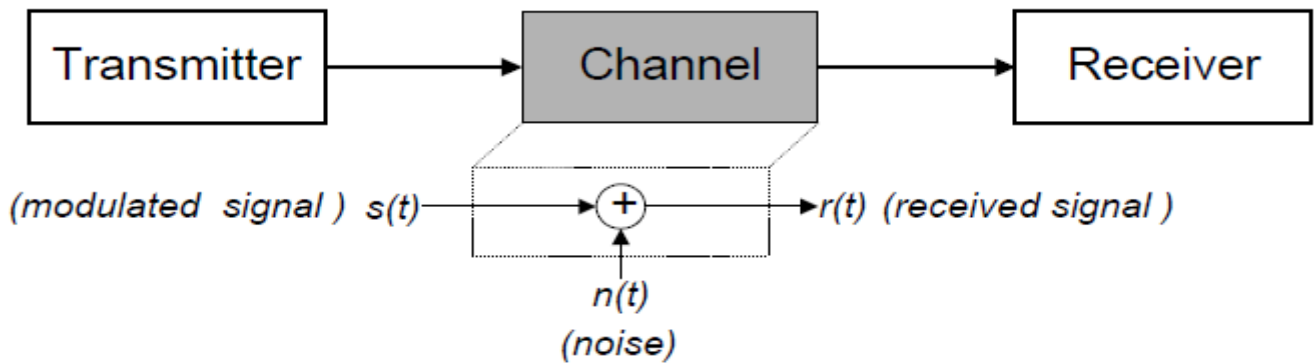 Transmitter Channel Receiver
(modulated signal ) s(t) + r(t) (received signal )
n(t)
(noise)